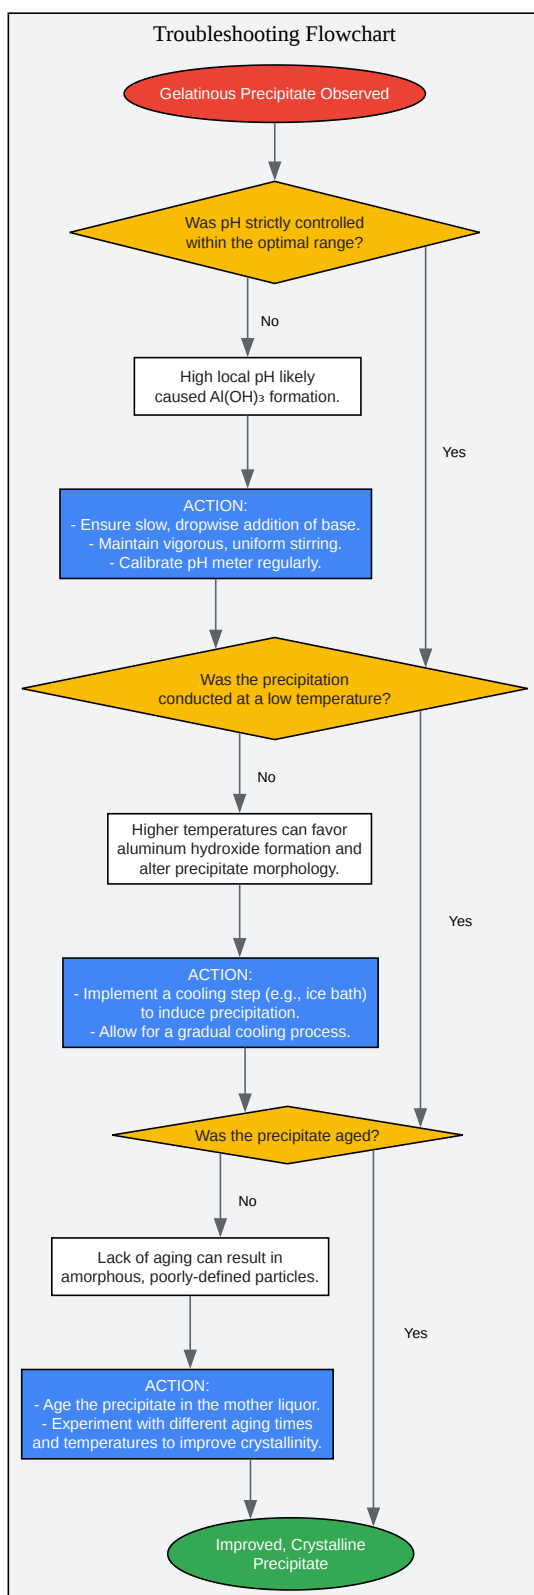 Troubleshooting Flowchart
Gelatinous Precipitate Observed
Was pH strictly controlled
within the optimal range?
No
High local pH likely
caused Al(OH)₃ formation.
Yes
ACTION:
- Ensure slow, dropwise addition of base.
- Maintain vigorous, uniform stirring.
- Calibrate pH meter regularly.
Was the precipitation
conducted at a low temperature?
No
Higher temperatures can favor
aluminum hydroxide formation and
alter precipitate morphology.
Yes
ACTION:
- Implement a cooling step (e.g., ice bath)
to induce precipitation.
- Allow for a gradual cooling process.
Was the precipitate aged?
No
Lack of aging can result in
amorphous, poorly-defined particles.
Yes
ACTION:
- Age the precipitate in the mother liquor.
- Experiment with different aging times
and temperatures to improve crystallinity.
Improved, Crystalline
Precipitate